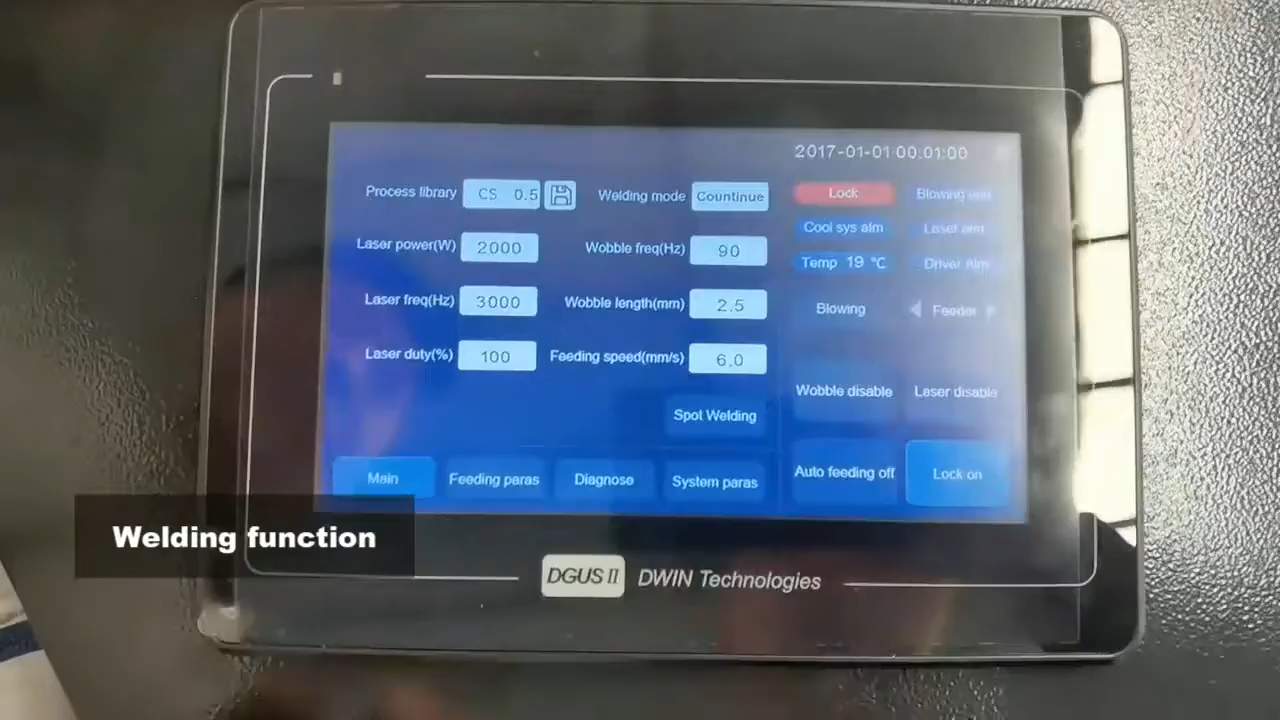 2017-01-01 00:01:00
Process library CS 0.5 Welding mode Countinue Lock Blowing alm
Laser power(W) 2000 Wobble freq(Hz) 90 Cool sys alm Laser alm
Temp 19 ℃ Driver Alm
Laser freq(Hz) 3000 Wobble length(mm) 2.5 Blowing Feeder
Laser duty(%) 100 Feeding speed(mm/s) 6.0
Wobble disable Laser disable
Spot Welding
Main Feeding paras Diagnose System paras Auto feeding off Lock on
Welding function
DGUS II DWIN Technologies